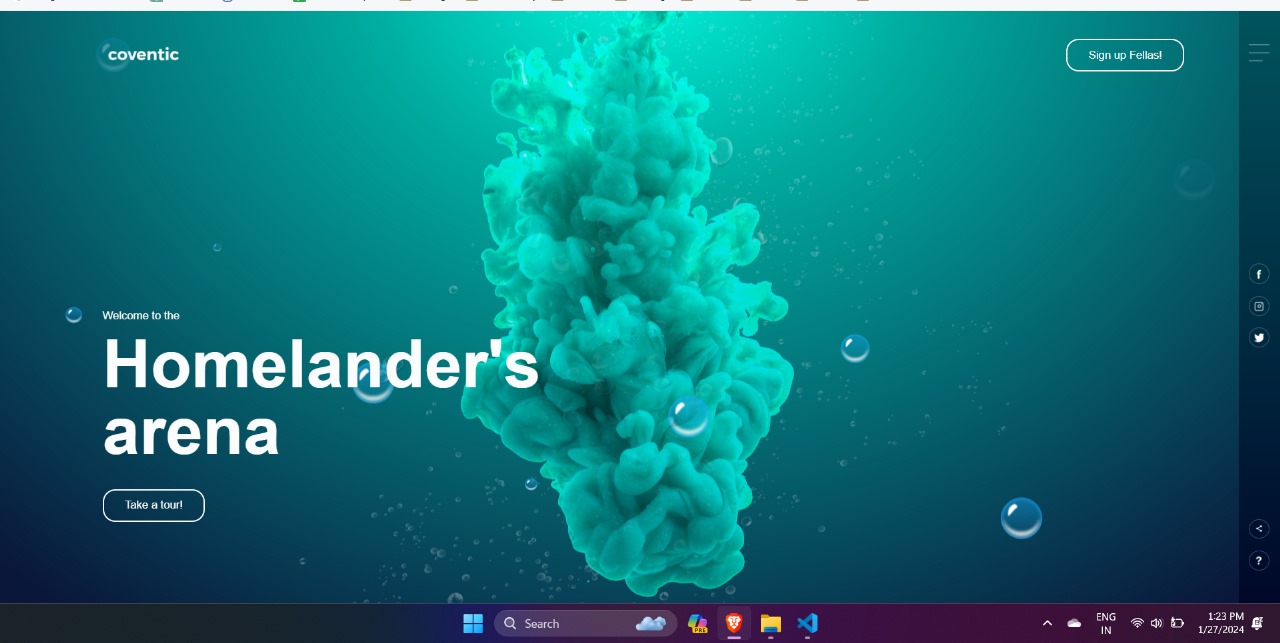 coventic
Sign up Fellas!
Welcome to the
Homelander's
arena
Take a tour!
?
Search
PRE
ENG
IN
1:23 PM
1/27/2024